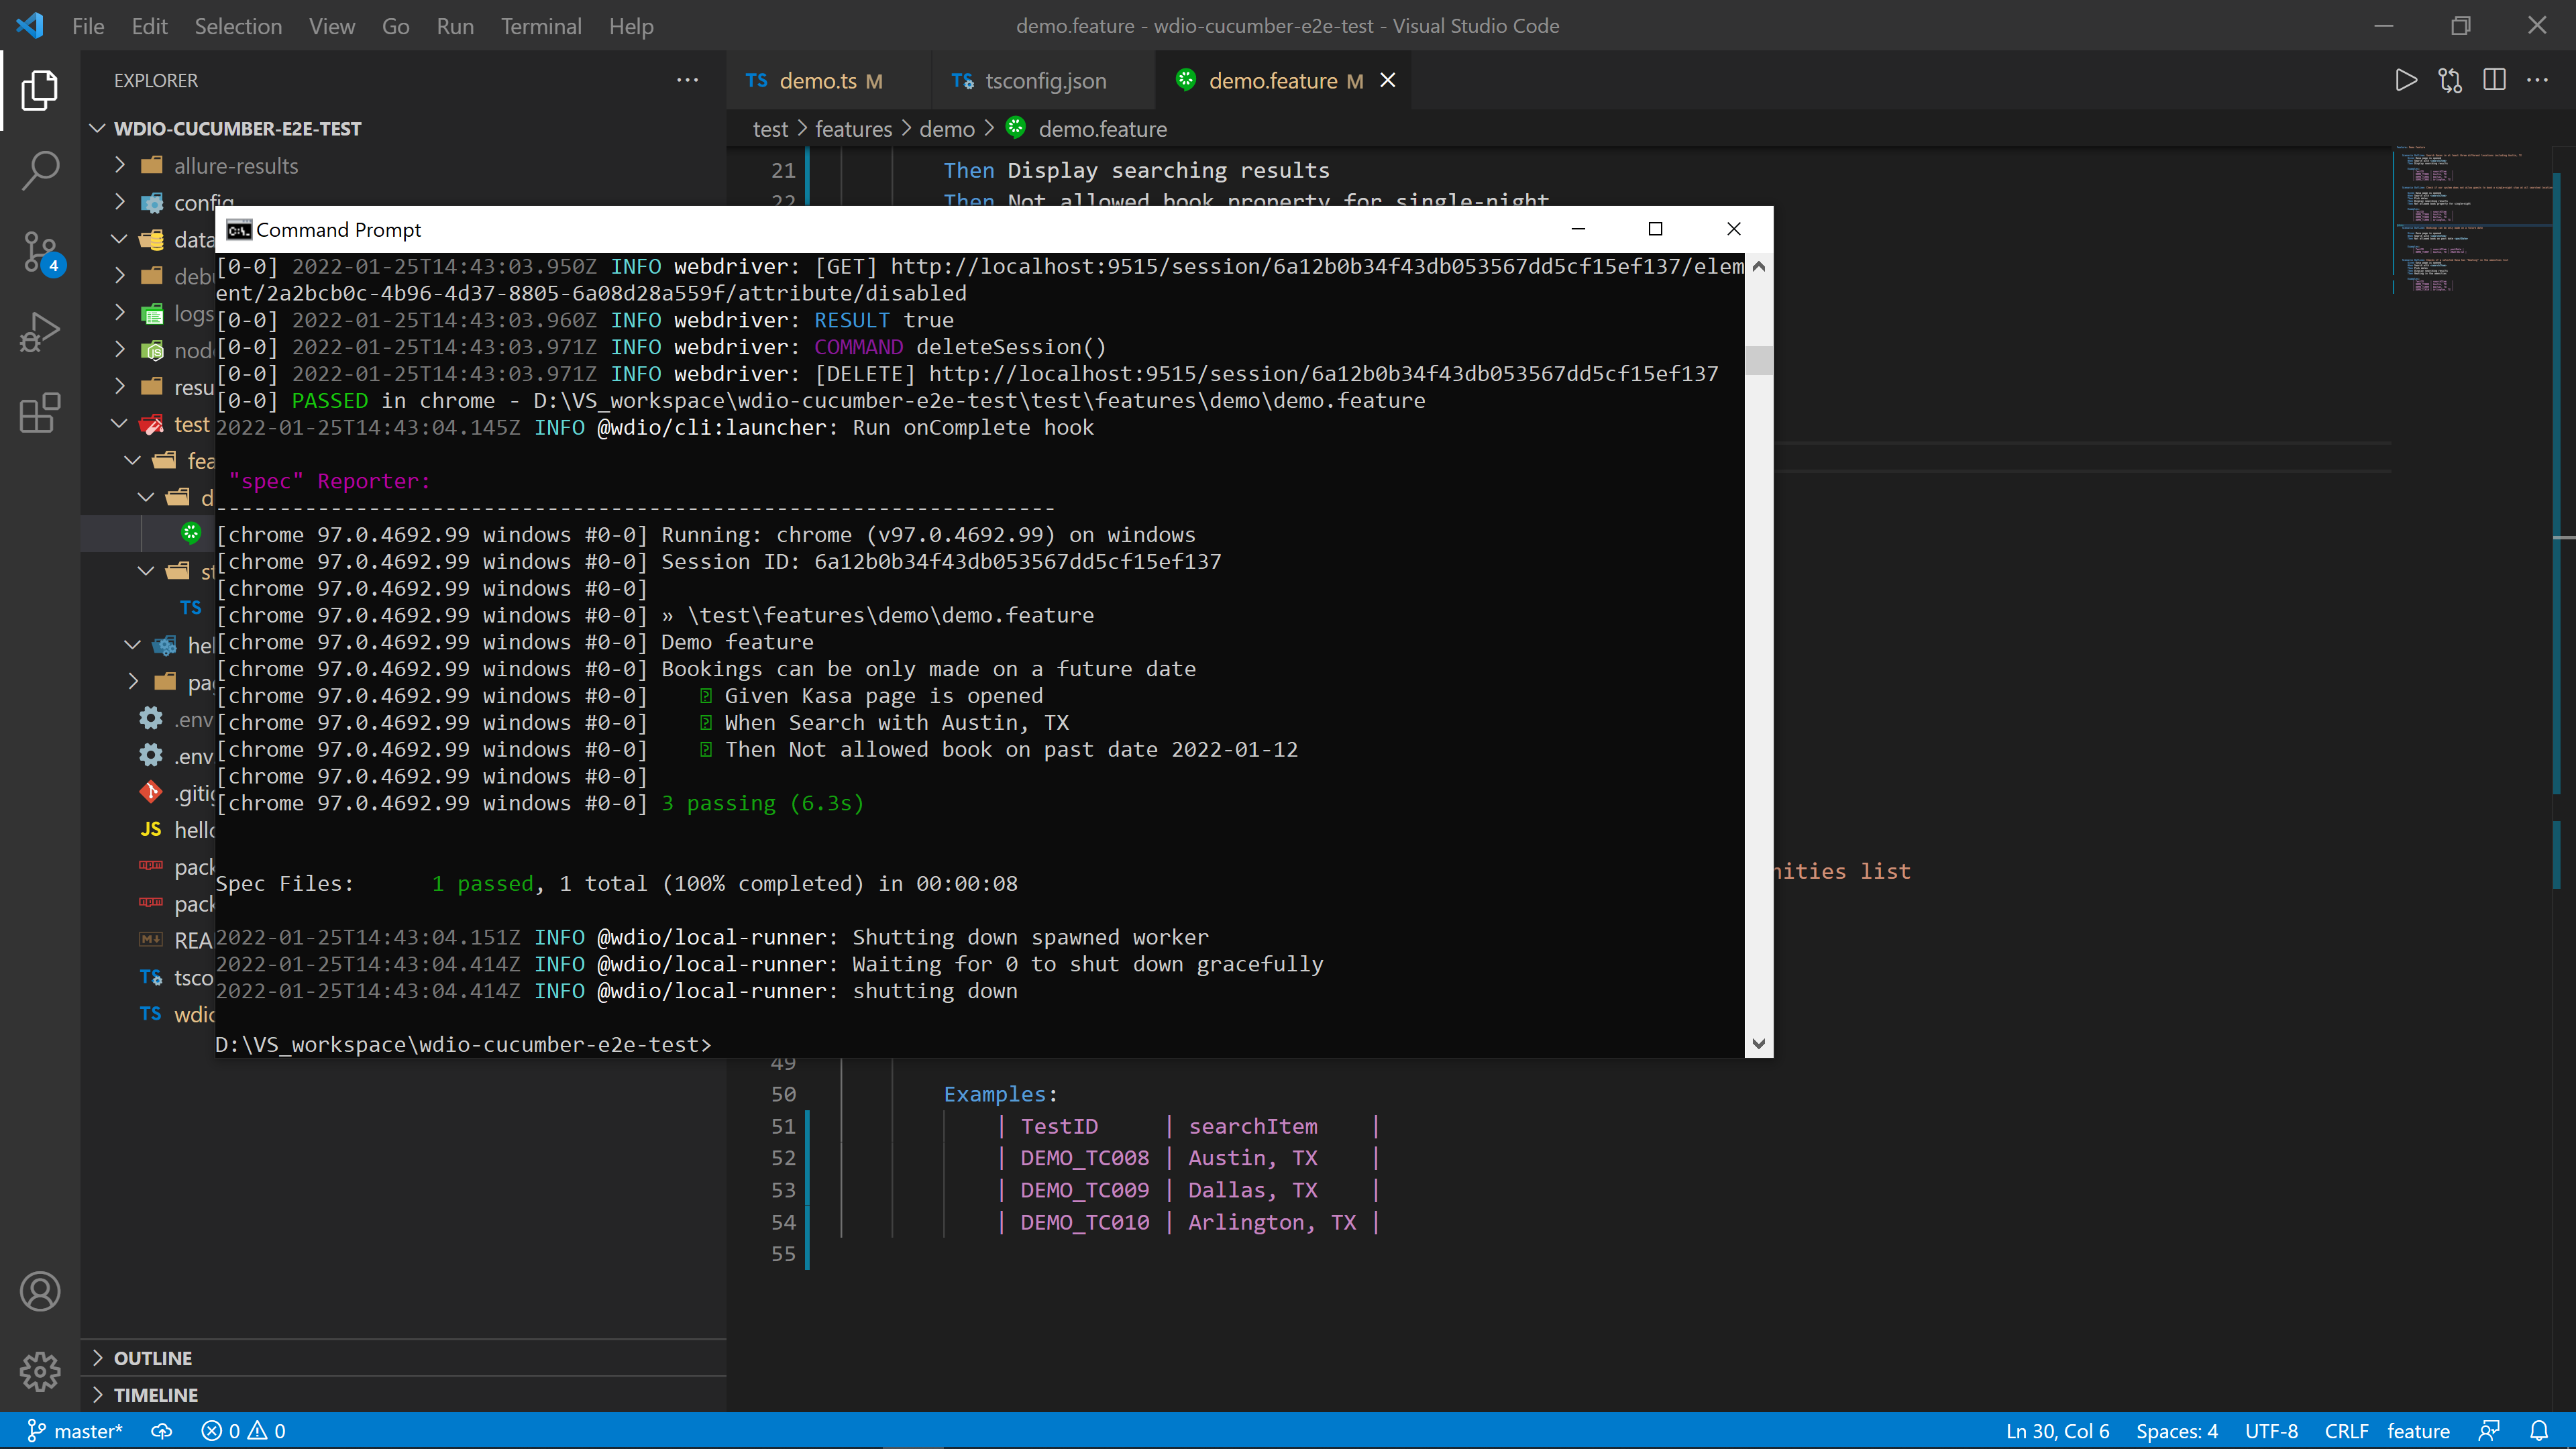 File Edit Selection View Go Run Terminal Help
demo.feature - wdio-cucumber-e2e-test - Visual Studio Code
EXPLORER
WDIO-CUCUMBER-E2E-TEST
allure-results
config
data
debu
logs
node
resu
test
fea
d
st
TS
hel
pag
.env
.env
.gitig
JS hello
pack
pack
REA
TS tsco
TS wdio
4
OUTLINE
TIMELINE
TS demo.ts M
TS tsconfig.json
demo.feature M
test > features > demo > demo.feature
21 Then Display searching results
22 Then Not allowed book property for single-night
Command Prompt
[0-0] 2022-01-25T14:43:03.950Z INFO webdriver: [GET] http://localhost:9515/session/6a12b0b34f43db053567dd5cf15ef137/elem
ent/2a2bcb0c-4b96-4d37-8805-6a08d28a559f/attribute/disabled
[0-0] 2022-01-25T14:43:03.960Z INFO webdriver: RESULT true
[0-0] 2022-01-25T14:43:03.971Z INFO webdriver: COMMAND deleteSession()
[0-0] 2022-01-25T14:43:03.971Z INFO webdriver: [DELETE] http://localhost:9515/session/6a12b0b34f43db053567dd5cf15ef137
[0-0] PASSED in chrome - D:\VS_workspace\wdio-cucumber-e2e-test\test\features\demo\demo.feature
2022-01-25T14:43:04.145Z INFO @wdio/cli:launcher: Run onComplete hook
"spec" Reporter:
------------------------------------------------------------------
[chrome 97.0.4692.99 windows #0-0] Running: chrome (v97.0.4692.99) on windows
[chrome 97.0.4692.99 windows #0-0] Session ID: 6a12b0b34f43db053567dd5cf15ef137
[chrome 97.0.4692.99 windows #0-0]
[chrome 97.0.4692.99 windows #0-0] » \test\features\demo\demo.feature
[chrome 97.0.4692.99 windows #0-0] Demo feature
[chrome 97.0.4692.99 windows #0-0] Bookings can be only made on a future date
[chrome 97.0.4692.99 windows #0-0] Given Kasa page is opened
[chrome 97.0.4692.99 windows #0-0] When Search with Austin, TX
[chrome 97.0.4692.99 windows #0-0] Then Not allowed book on past date 2022-01-12
[chrome 97.0.4692.99 windows #0-0]
[chrome 97.0.4692.99 windows #0-0] 3 passing (6.3s)
Spec Files: 1 passed, 1 total (100% completed) in 00:00:08
2022-01-25T14:43:04.151Z INFO @wdio/local-runner: Shutting down spawned worker
2022-01-25T14:43:04.414Z INFO @wdio/local-runner: Waiting for 0 to shut down gracefully
2022-01-25T14:43:04.414Z INFO @wdio/local-runner: shutting down
D:\VS_workspace\wdio-cucumber-e2e-test>
nities list
49
50 Examples:
51 | TestID | searchItem |
52 | DEMO_TC008 | Austin, TX |
53 | DEMO_TC009 | Dallas, TX |
54 | DEMO_TC010 | Arlington, TX |
55
master* 0 0
Ln 30, Col 6 Spaces: 4 UTF-8 CRLF feature